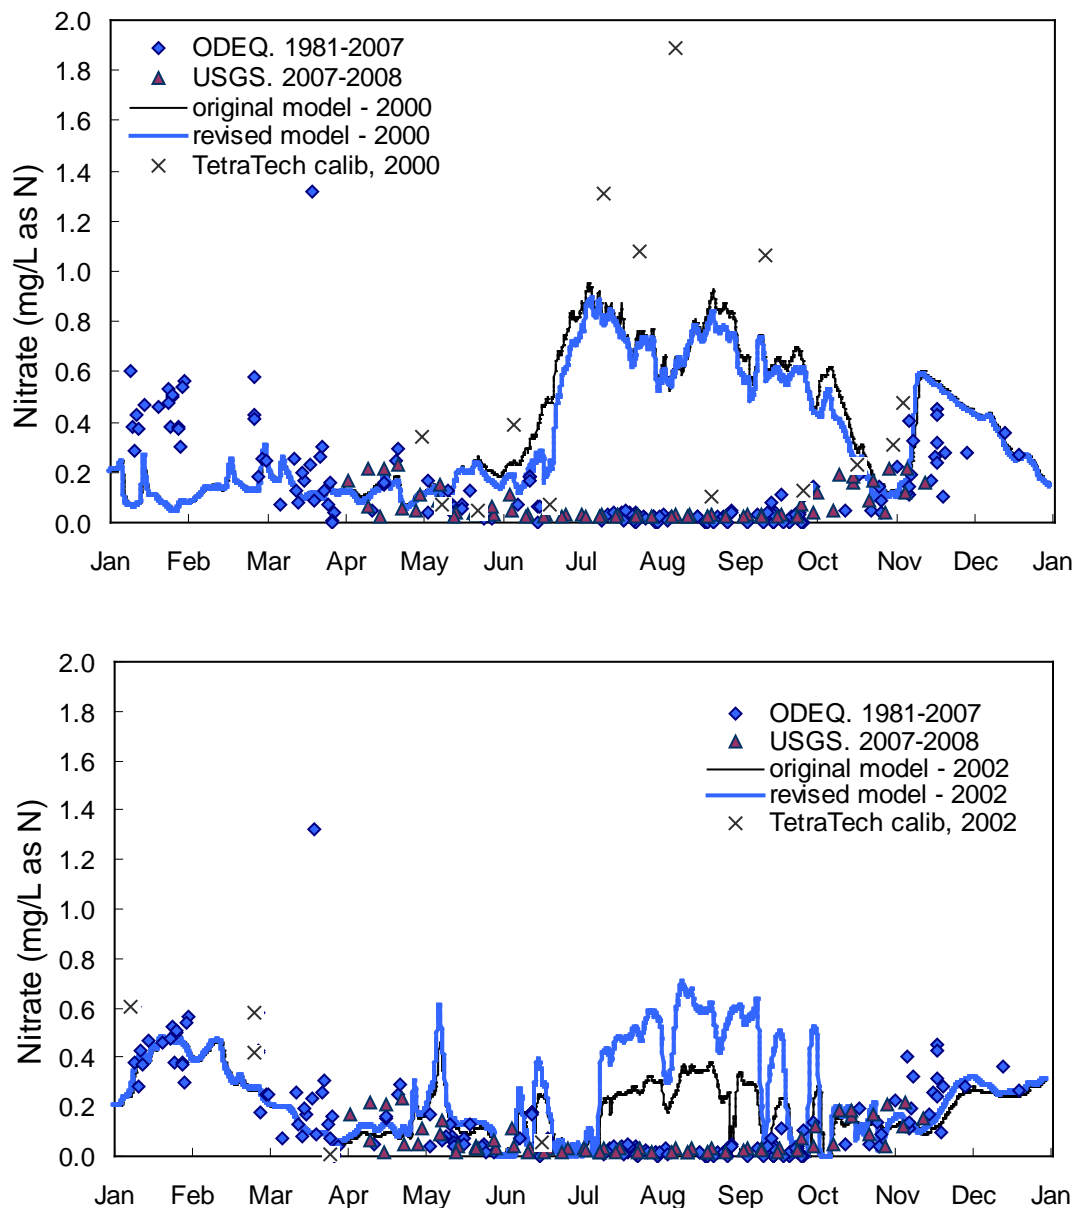 2.0
1.8
1.6
1.4
1.2
1.0
0.8
0.6
0.4
0.2
0.0
Nitrate (mg/L as N)
ODEQ. 1981-2007
USGS. 2007-2008
original model - 2000
revised model - 2000
TetraTech calib, 2000
Jan Feb Mar Apr May Jun Jul Aug Sep Oct Nov Dec Jan
2.0
1.8
1.6
1.4
1.2
1.0
0.8
0.6
0.4
0.2
0.0
Nitrate (mg/L as N)
ODEQ. 1981-2007
USGS. 2007-2008
original model - 2002
revised model - 2002
TetraTech calib, 2002
Jan Feb Mar Apr May Jun Jul Aug Sep Oct Nov Dec Jan